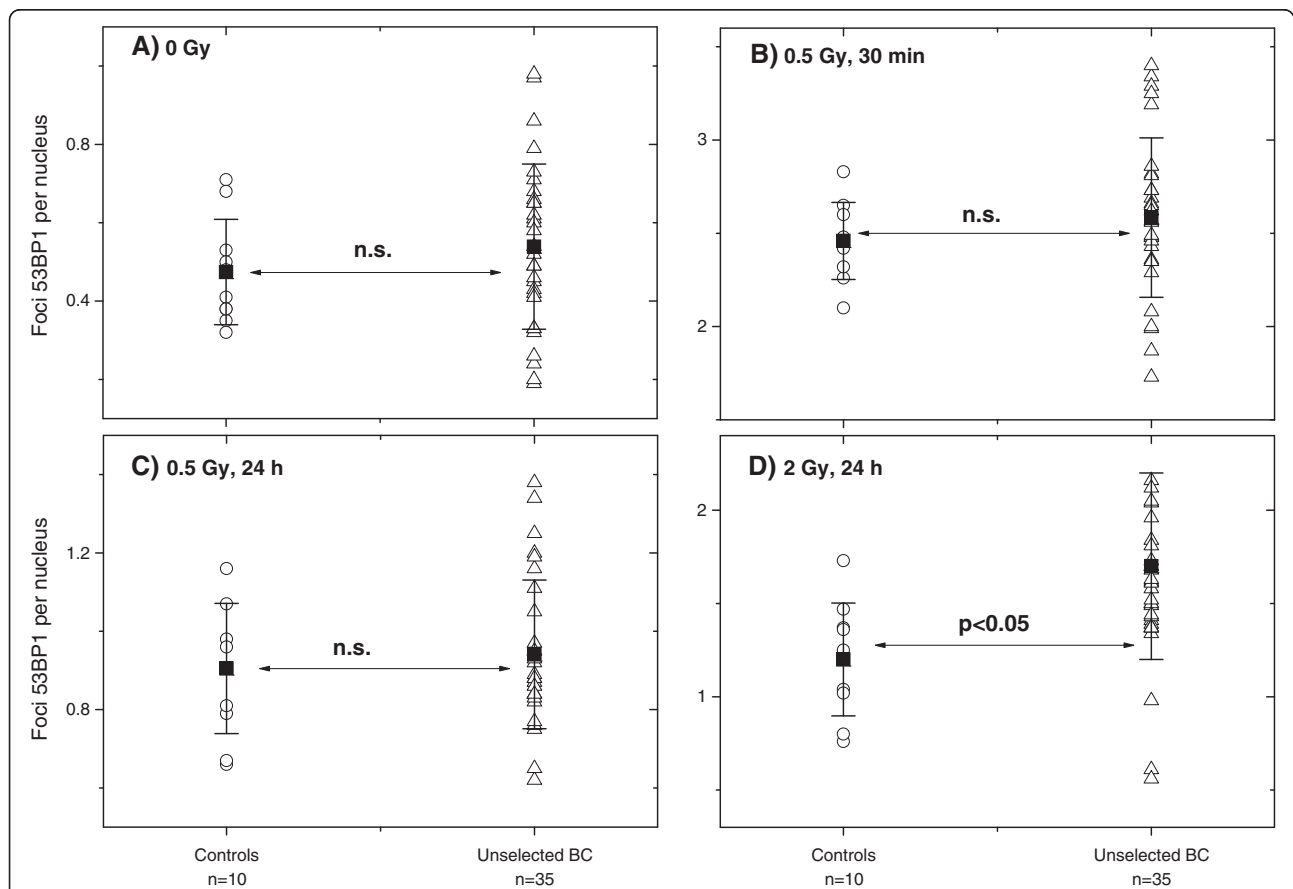 A) 0 Gy
B) 0.5 Gy, 30 min
Foci 53BP1 per nucleus
0.8
0.4
n.s.
3
2
n.s.
C) 0.5 Gy, 24 h
D) 2 Gy, 24 h
Foci 53BP1 per nucleus
1.2
0.8
n.s.
2
1
p<0.05
Controls
n=10
Unselected BC
n=35
Controls
n=10
Unselected BC
n=35